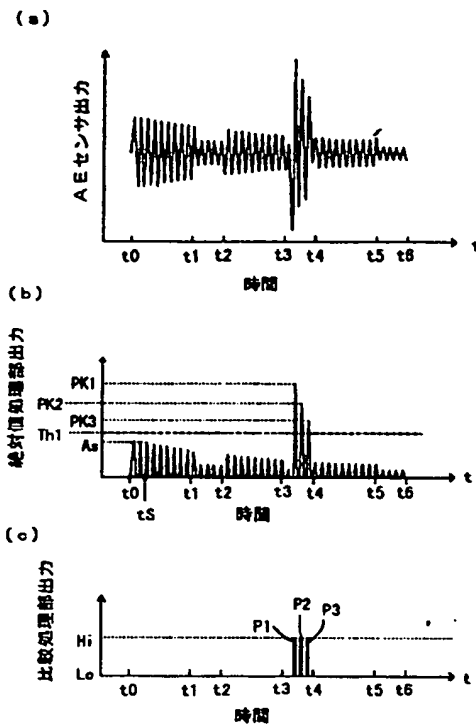 (a)
AEセンサ出力
t0 t1 t2 t3 t4 t5 t6 t
時間
(b)
絶対値処理部出力
PK1
PK2
PK3
Th1
As
t0 tS t1 t2 t3 t4 t5 t6 t
時間
(c)
比較処理部出力
P1 P2 P3
Hi
Lo
t0 t1 t2 t3 t4 t5 t6 t
時間